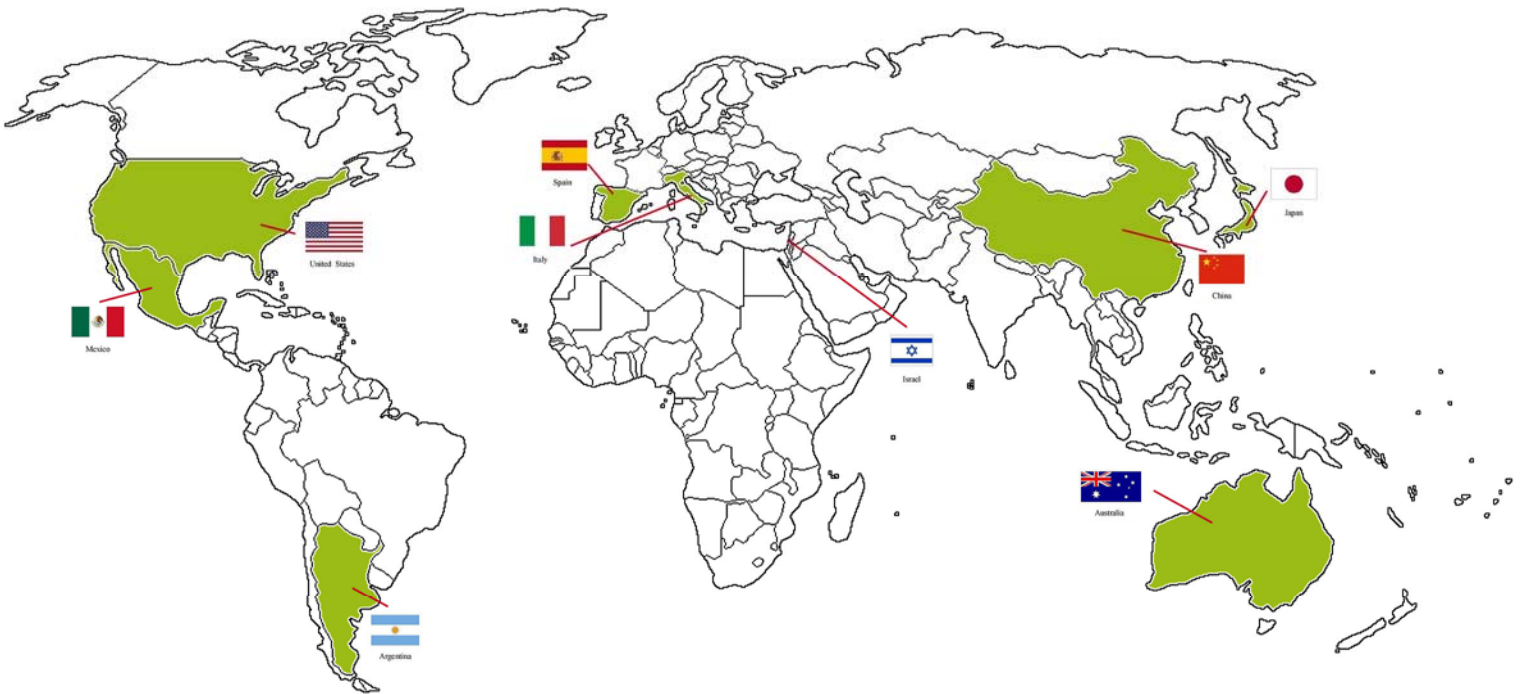 Spain
Japan
Italy
United States
China
Mexico
Israel
Australia
Argentina